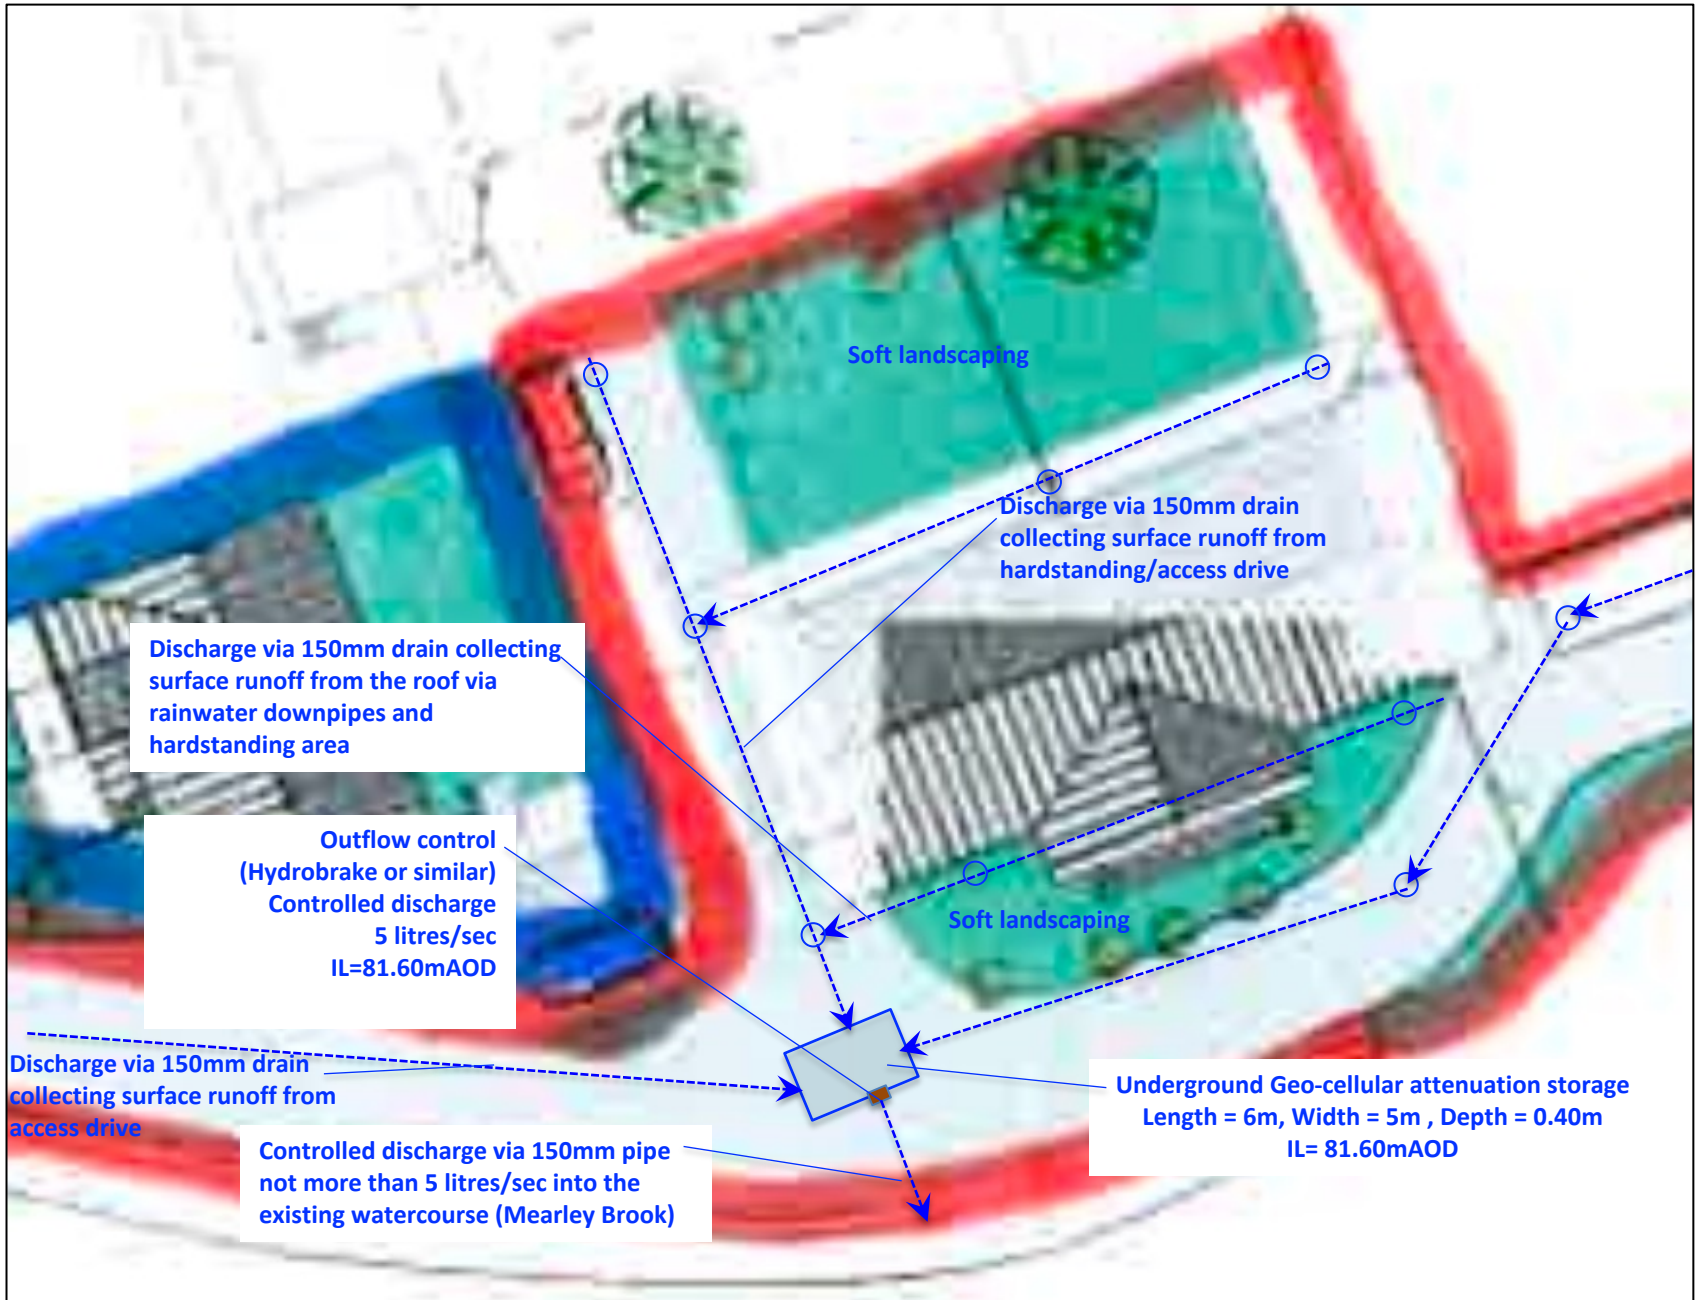 Soft landscaping
Discharge via 150mm drain
collecting surface runoff from
hardstanding/access drive
Discharge via 150mm drain collecting
surface runoff from the roof via
rainwater downpipes and
hardstanding area
Outflow control
(Hydrobrake or similar)
Controlled discharge
5 litres/sec
IL=81.60mAOD
Soft landscaping
Discharge via 150mm drain
collecting surface runoff from
access drive
Underground Geo-cellular attenuation storage
Length = 6m, Width = 5m , Depth = 0.40m
IL= 81.60mAOD
Controlled discharge via 150mm pipe
not more than 5 litres/sec into the
existing watercourse (Mearley Brook)